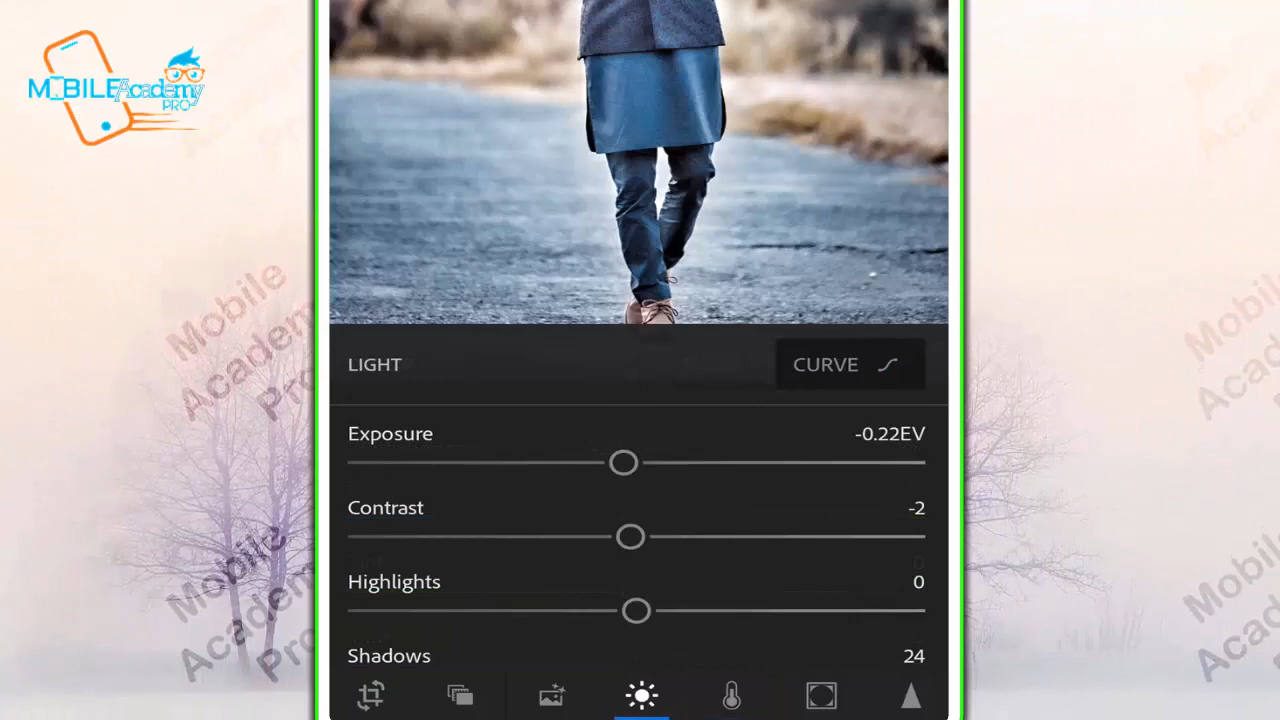 MOBILE Academy
PRO
LIGHT
CURVE
Exposure -0.22EV
Contrast -2
Highlights 0
Shadows 24
Mobile
Academy
Pro
Mobile
Academy
Pro
Mobile
Academy
Mobile
Academy